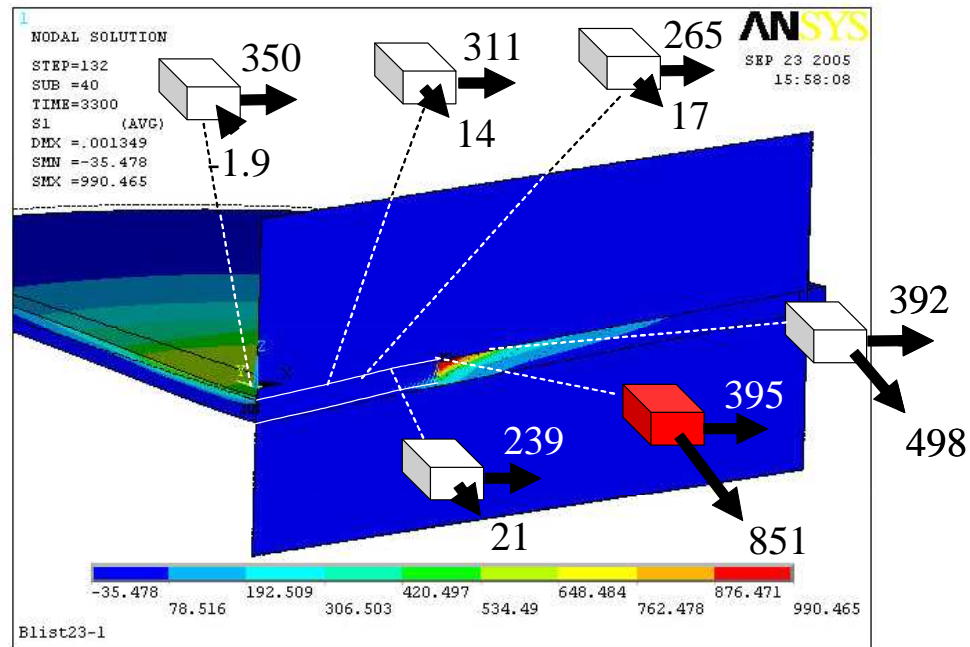 1
NODAL SOLUTION
STEP=132
SUB =40
TIME=3300
S1 (AVG)
DMX =.001349
SMN =-35.478
SMX =990.465
350
-1.9
311
14
265
17
ANSYS
SEP 23 2005
15:58:08
Z
X
392
498
395
851
239
21
-35.478
78.516
192.509
306.503
420.497
534.49
648.484
762.478
876.471
990.465
Blist23-1